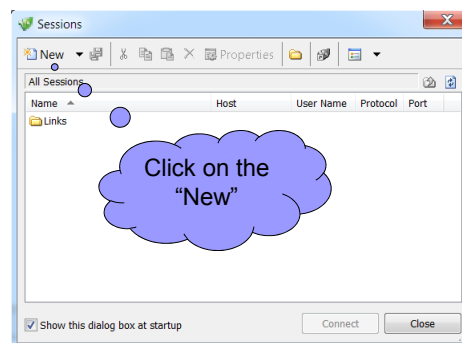 Sessions
New Properties
All Sessions
Name Host User Name Protocol Port
Links
Click on the
“New”
Show this dialog box at startup Connect Close